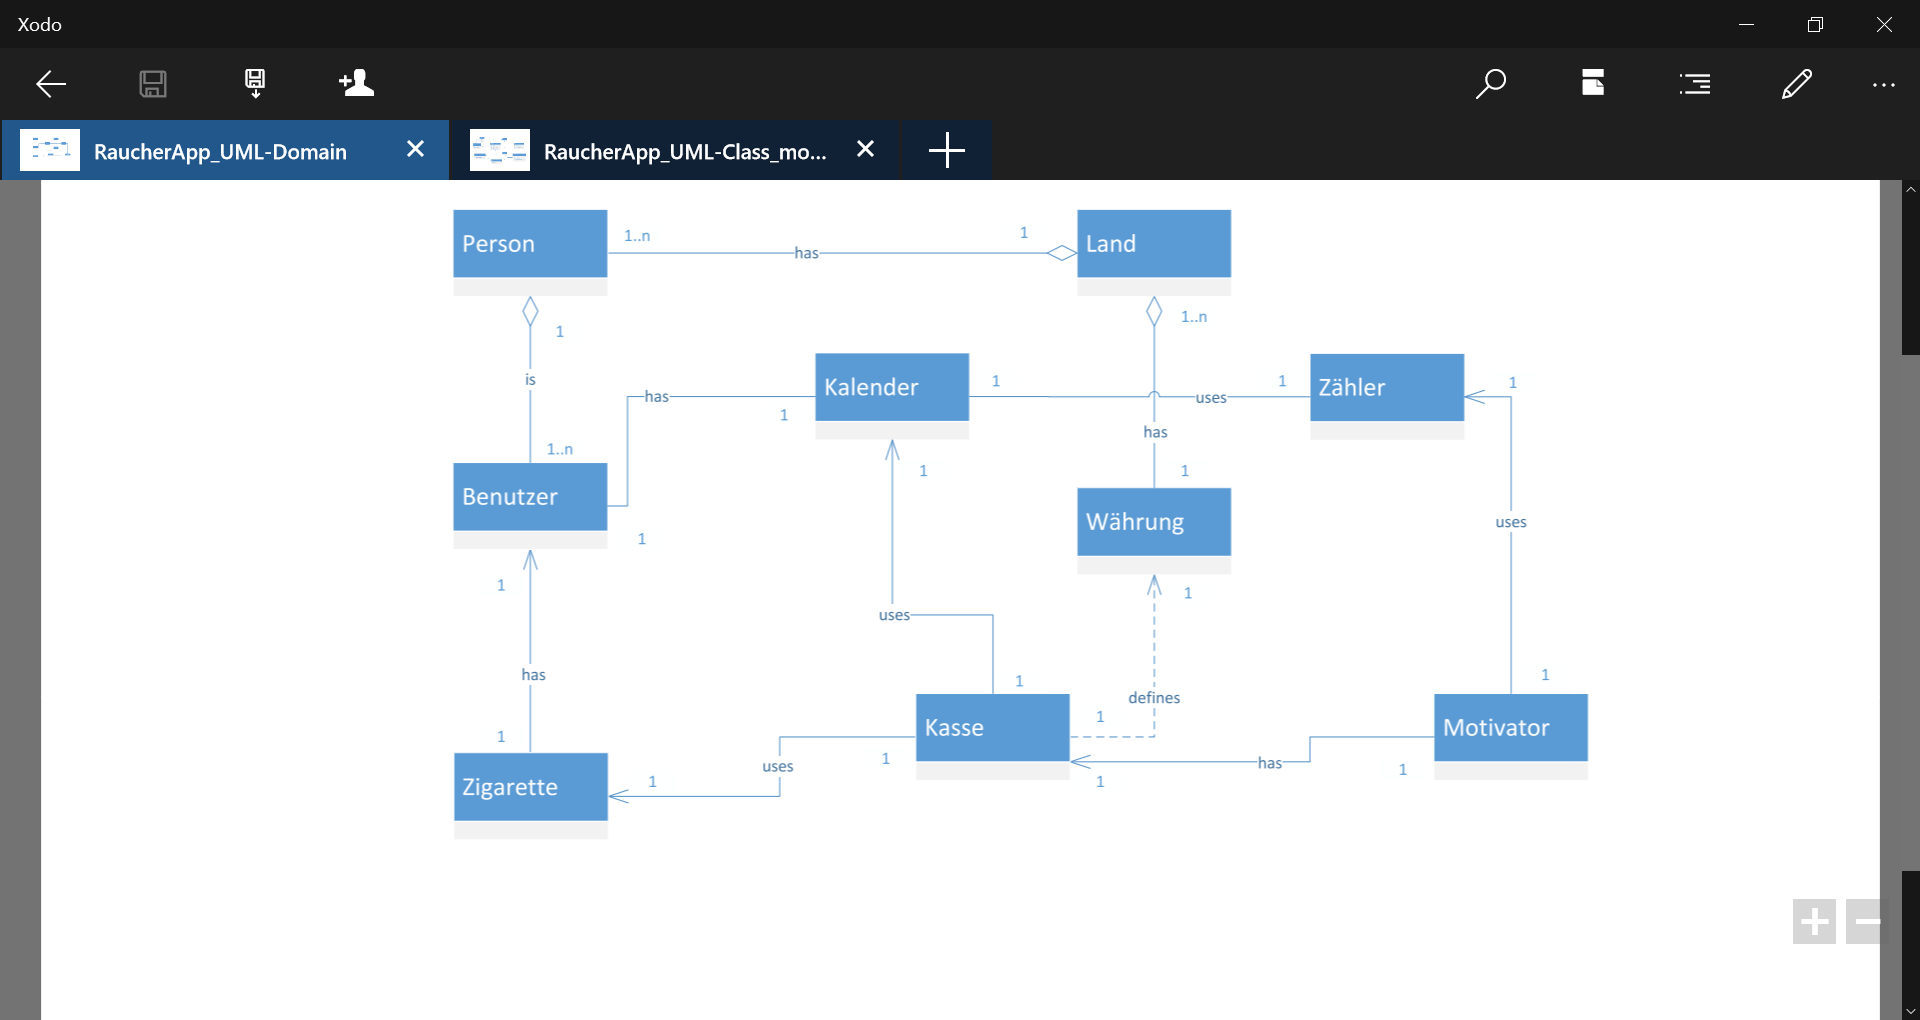 Xodo
RaucherApp_UML-Domain
RaucherApp_UML-Class_mo...
Person
1..n
has
1
Land
1
1..n
is
Kalender
1
1
Zähler
1
has
1
uses
has
1..n
1
1
Benutzer
Währung
uses
1
1
1
uses
has
1
1
defines
1
1
Kasse
Motivator
1
uses
1
has
1
1
1
Zigarette